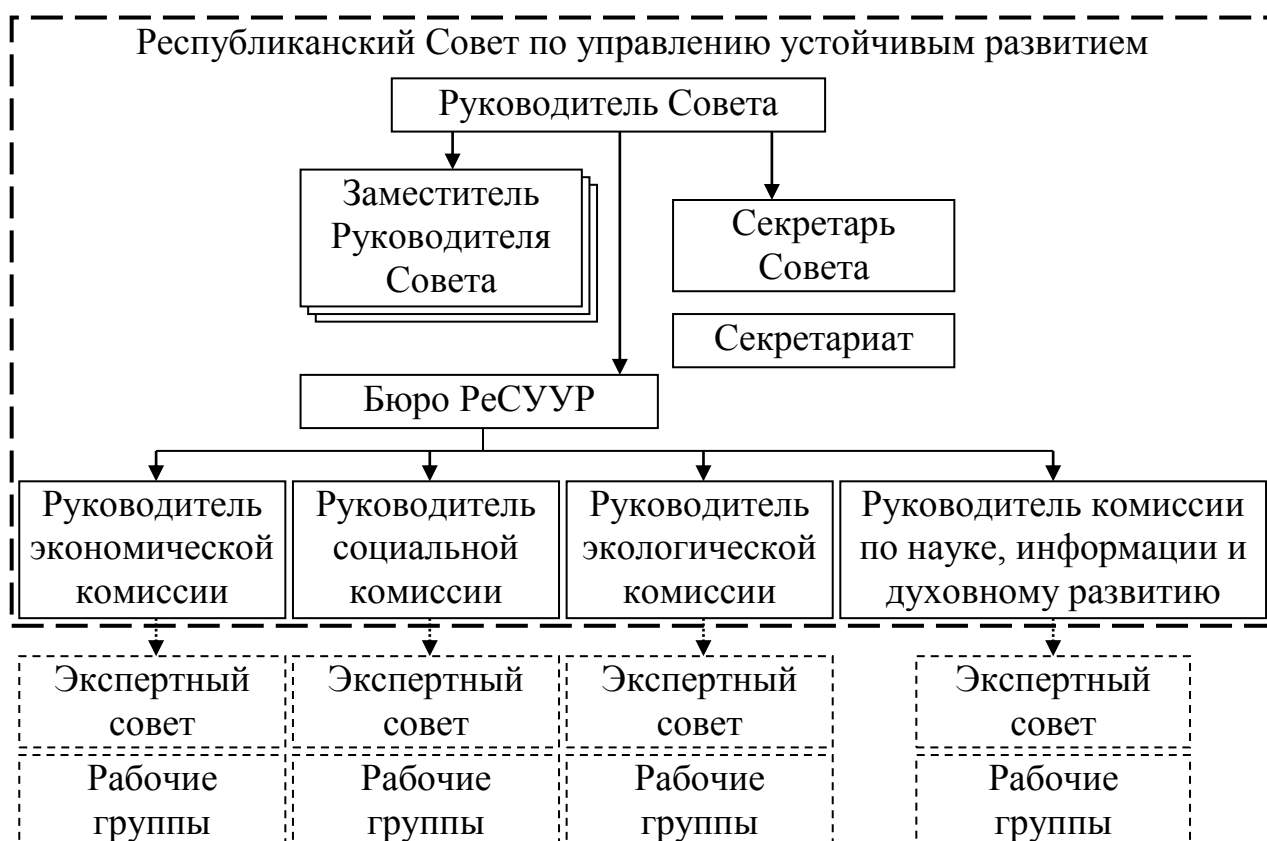 Республиканский Совет по управлению устойчивым развитием
Руководитель Совета
Заместитель
Руководителя
Совета
Секретарь
Совета
Секретариат
Бюро РеСУУР
Руководитель
экономической
комиссии
Руководитель
социальной
комиссии
Руководитель
экологической
комиссии
Руководитель комиссии
по науке, информации и
духовному развитию
Экспертный
совет
Экспертный
совет
Экспертный
совет
Экспертный
совет
Рабочие
группы
Рабочие
группы
Рабочие
группы
Рабочие
группы